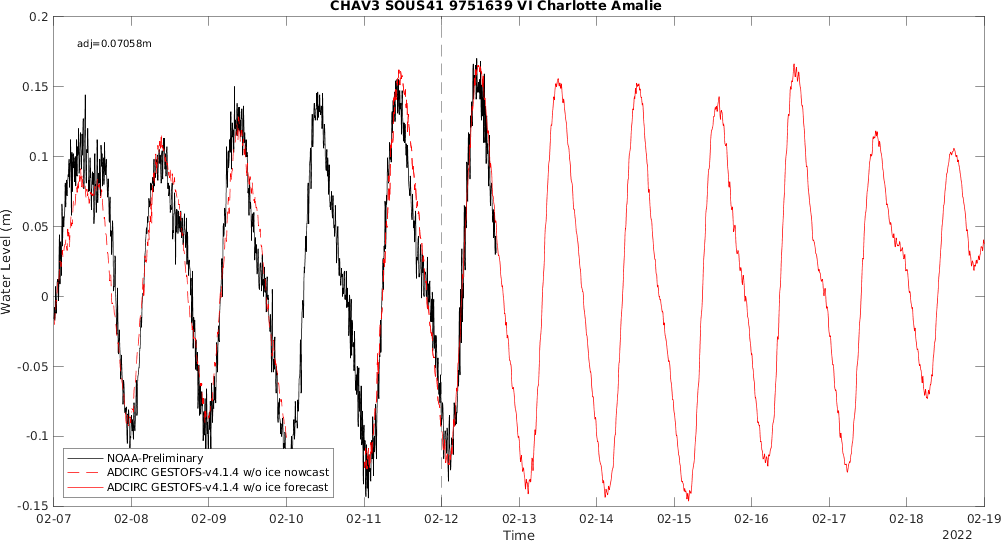 CHAV3 SOUS41 9751639 VI Charlotte Amalie
0.2
adj=0.07058m
0.15
0.1
0.05
0
-0.05
-0.1
-0.15
Water Level (m)
NOAA-Preliminary
ADCIRC GESTOFS-v4.1.4 w/o ice nowcast
ADCIRC GESTOFS-v4.1.4 w/o ice forecast
02-07 02-08 02-09 02-10 02-11 02-12 02-13 02-14 02-15 02-16 02-17 02-18 02-19
Time
2022